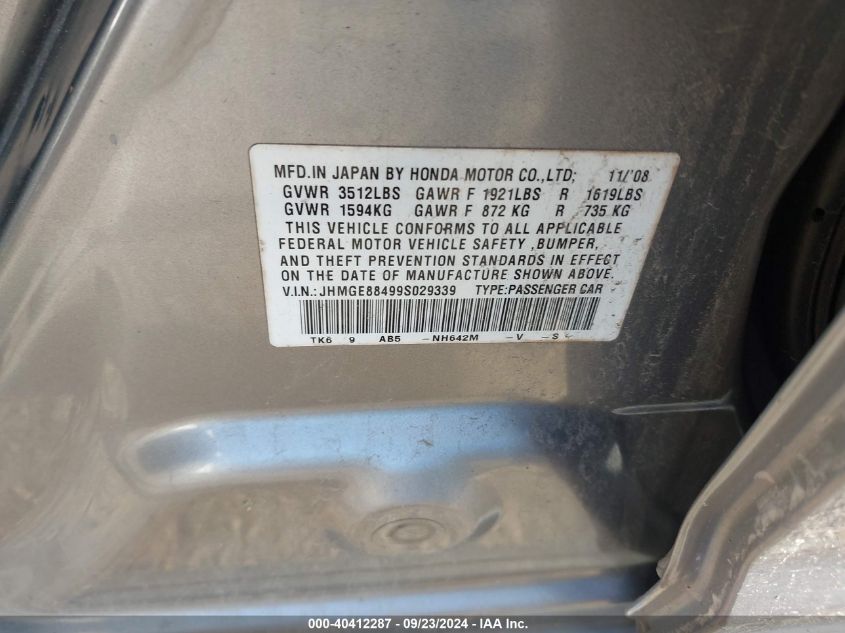 MFD.IN JAPAN BY HONDA MOTOR CO.,LTD; 11/'08
GVWR 3512LBS GAWR F 1921LBS R 1619LBS
GVWR 1594KG GAWR F 872 KG R 735 KG
THIS VEHICLE CONFORMS TO ALL APPLICABLE
FEDERAL MOTOR VEHICLE SAFETY ,BUMPER,
AND THEFT PREVENTION STANDARDS IN EFFECT
ON THE DATE OF MANUFACTURE SHOWN ABOVE.
V.I.N.:JHMGE88499S029339 TYPE:PASSENGER CAR
TK6 9 AB5 -NH642M -V -S
000-40412287 - 09/23/2024 - IAA Inc.